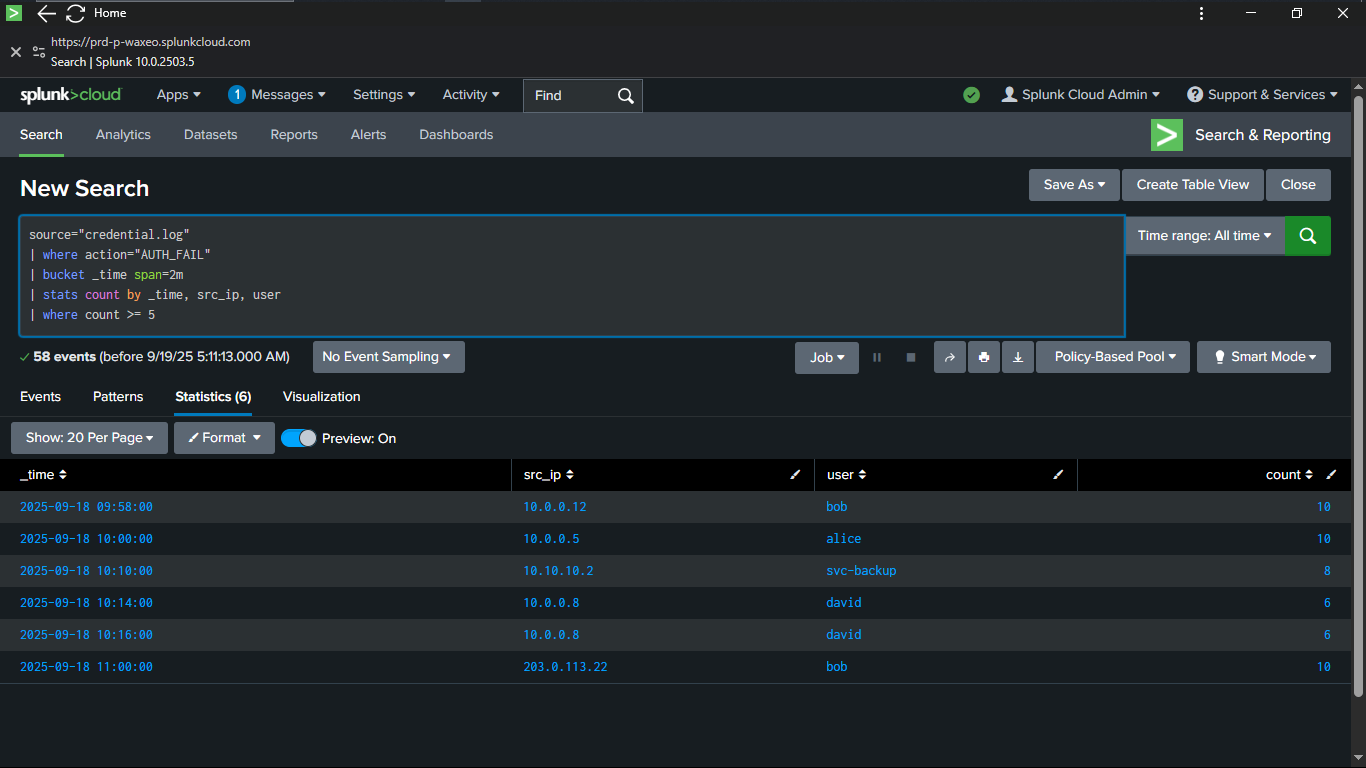 Home
https://prd-p-waxeo.splunkcloud.com
Search | Splunk 10.0.2503.5
splunk>cloud Apps 1 Messages Settings Activity Find Splunk Cloud Admin ? Support & Services
Search Analytics Datasets Reports Alerts Dashboards > Search & Reporting
New Search Save As Create Table View Close
source="credential.log"
| where action="AUTH_FAIL"
| bucket _time span=2m
| stats count by _time, src_ip, user
| where count >= 5
Time range: All time
58 events (before 9/19/25 5:11:13.000 AM) No Event Sampling Job Policy-Based Pool Smart Mode
Events Patterns Statistics (6) Visualization
Show: 20 Per Page Format Preview: On
_time src_ip user count
2025-09-18 09:58:00 10.0.0.12 bob 10
2025-09-18 10:00:00 10.0.0.5 alice 10
2025-09-18 10:10:00 10.10.10.2 svc-backup 8
2025-09-18 10:14:00 10.0.0.8 david 6
2025-09-18 10:16:00 10.0.0.8 david 6
2025-09-18 11:00:00 203.0.113.22 bob 10